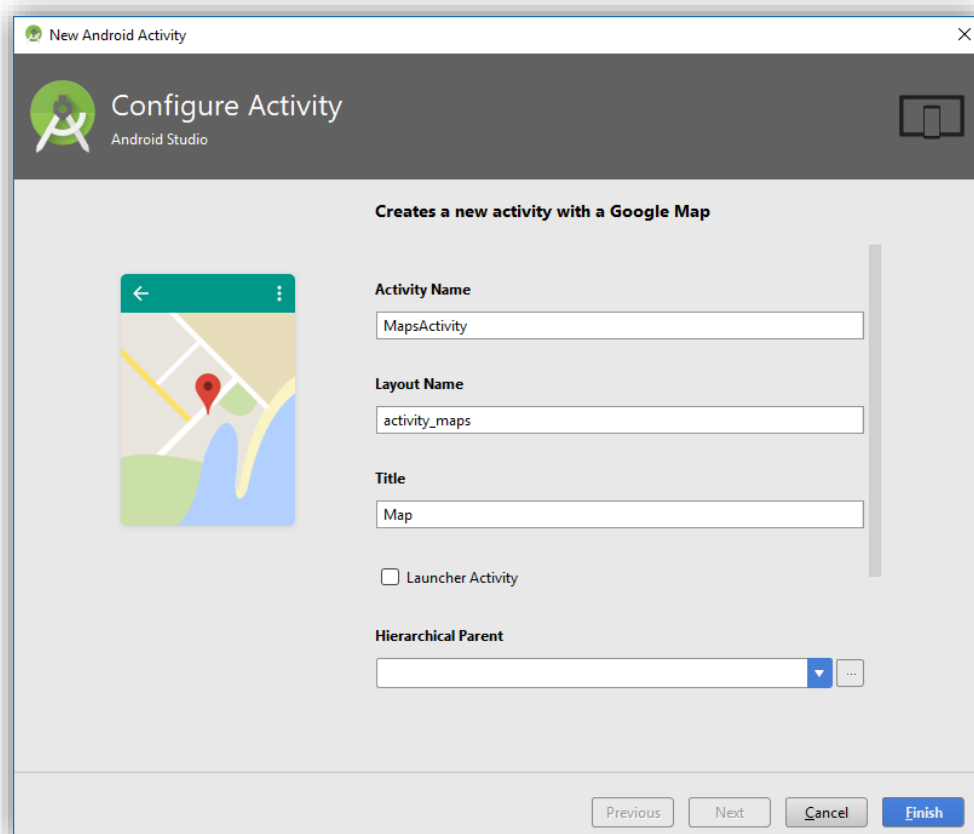 New Android Activity
Configure Activity
Android Studio
Creates a new activity with a Google Map
Activity Name
MapsActivity
Layout Name
activity_maps
Title
Map
Launcher Activity
Hierarchical Parent
...
Previous Next Cancel Finish